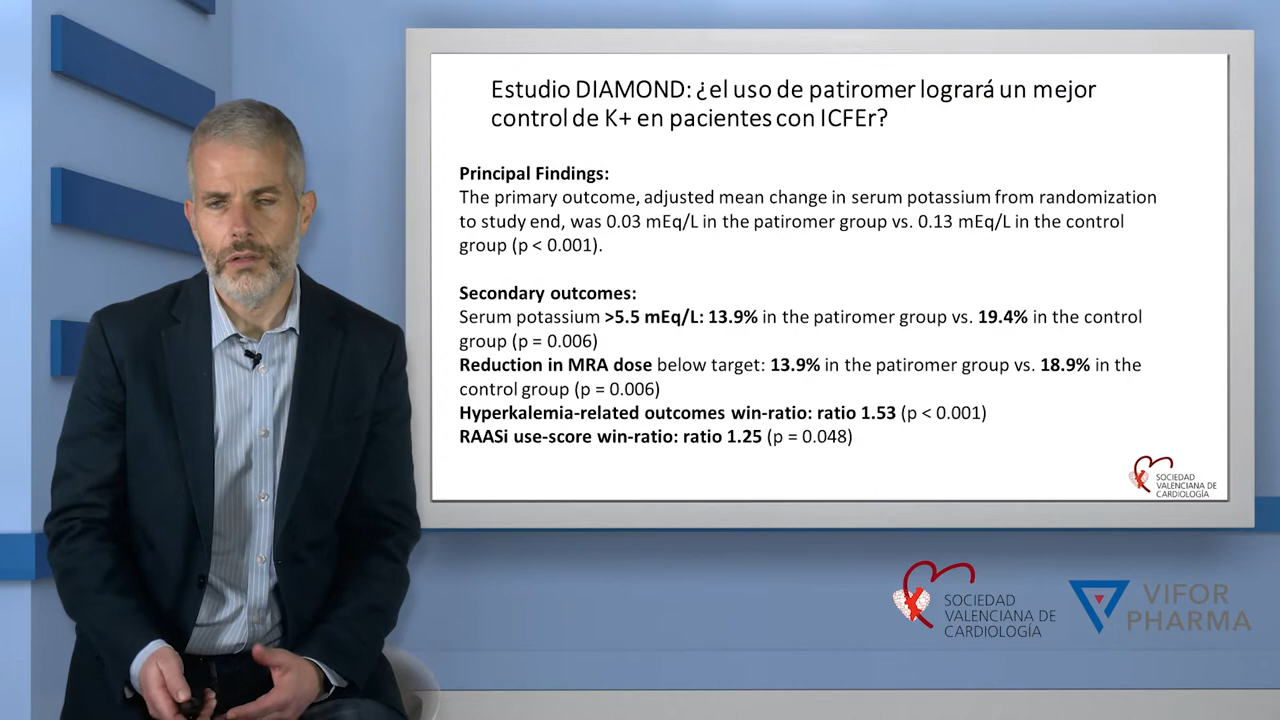 Estudio DIAMOND: ¿el uso de patiromer logrará un mejor
control de K+ en pacientes con ICFEr?
Principal Findings:
The primary outcome, adjusted mean change in serum potassium from randomization
to study end, was 0.03 mEq/L in the patiromer group vs. 0.13 mEq/L in the control
group (p < 0.001).
Secondary outcomes:
Serum potassium >5.5 mEq/L: 13.9% in the patiromer group vs. 19.4% in the control
group (p = 0.006)
Reduction in MRA dose below target: 13.9% in the patiromer group vs. 18.9% in the
control group (p = 0.006)
Hyperkalemia-related outcomes win-ratio: ratio 1.53 (p < 0.001)
RAASi use-score win-ratio: ratio 1.25 (p = 0.048)
SOCIEDAD
VALENCIANA DE
CARDIOLOGÍA
SOCIEDAD
VALENCIANA DE
CARDIOLOGÍA
VIFOR
PHARMA